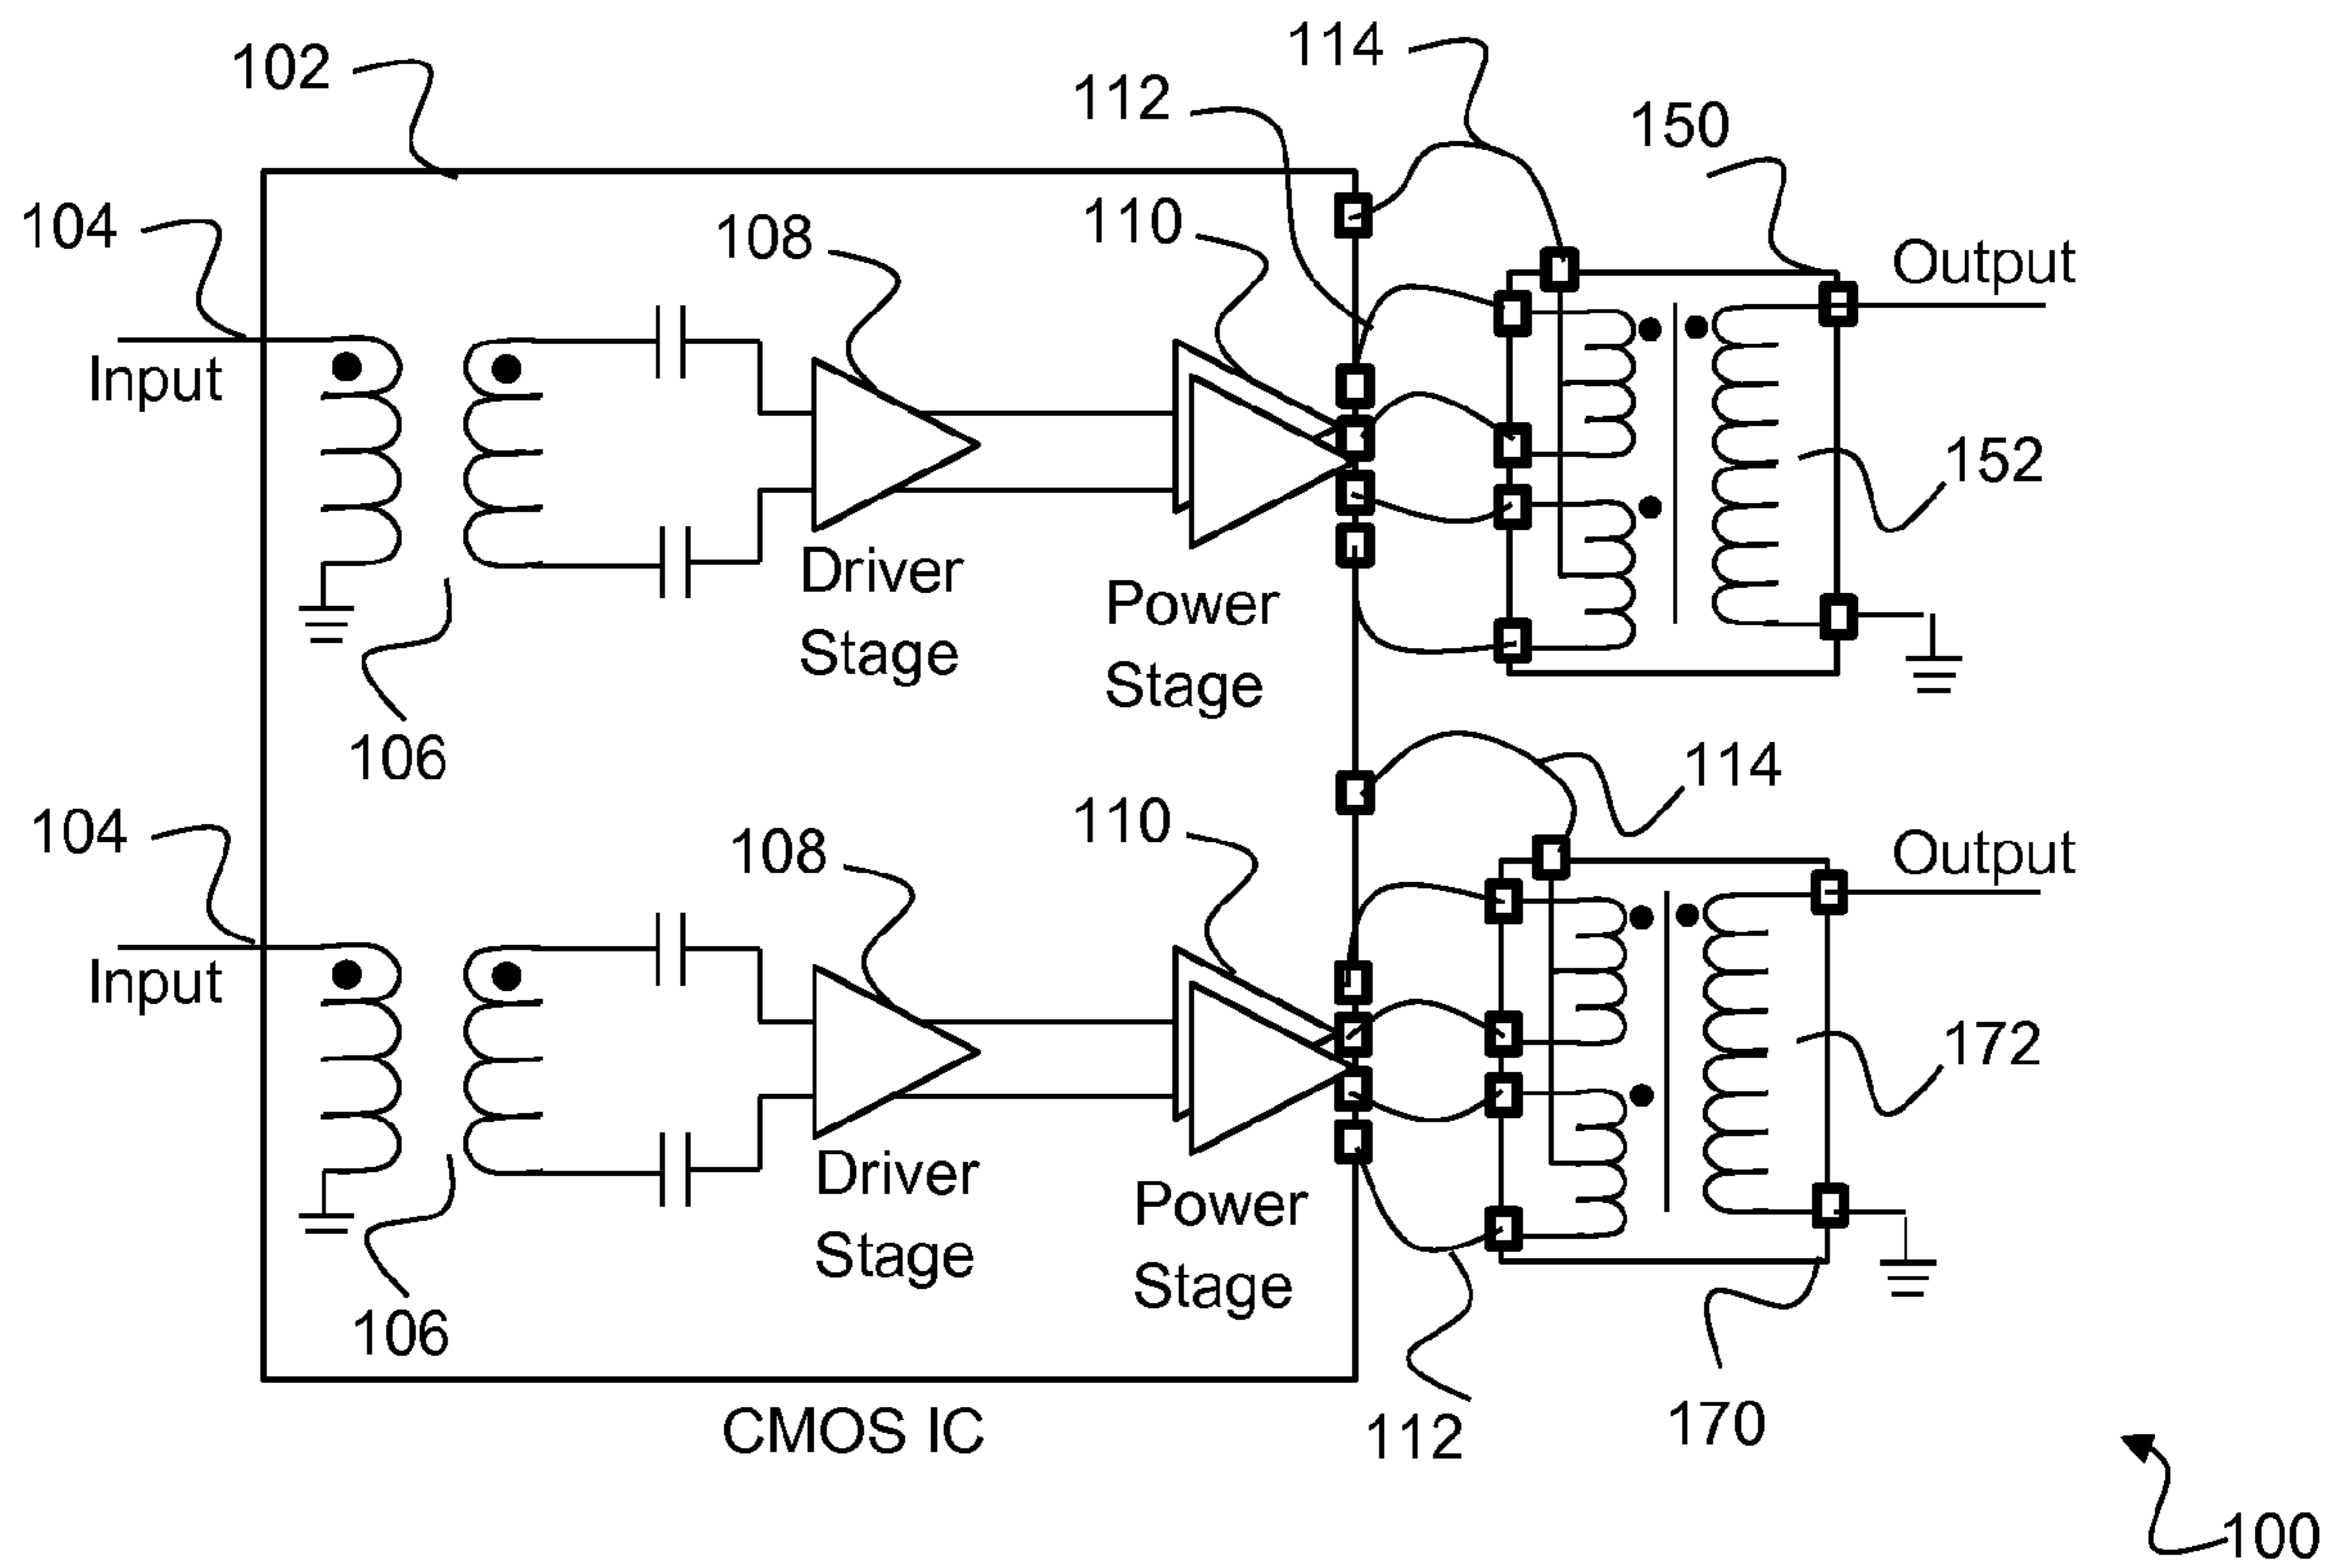 114
102
112
150
104
110
108
Output
Input
152
Driver
Stage
Power
Stage
106
114
104
110
108
Output
Input
172
Driver
Stage
Power
Stage
106
170
112
CMOS IC
100